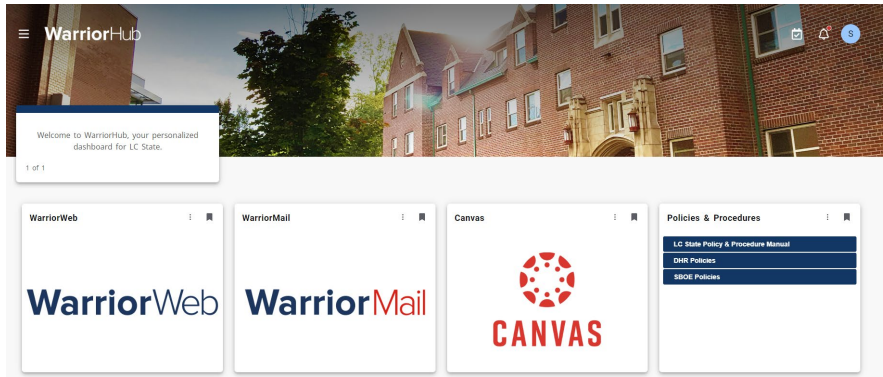 WarriorHub
S
Welcome to WarriorHub, your personalized
dashboard for LC State.
1 of 1
WarriorWeb
WarriorWeb
WarriorMail
WarriorMail
Canvas
CANVAS
Policies & Procedures
LC State Policy & Procedure Manual
DHR Policies
SBOE Policies